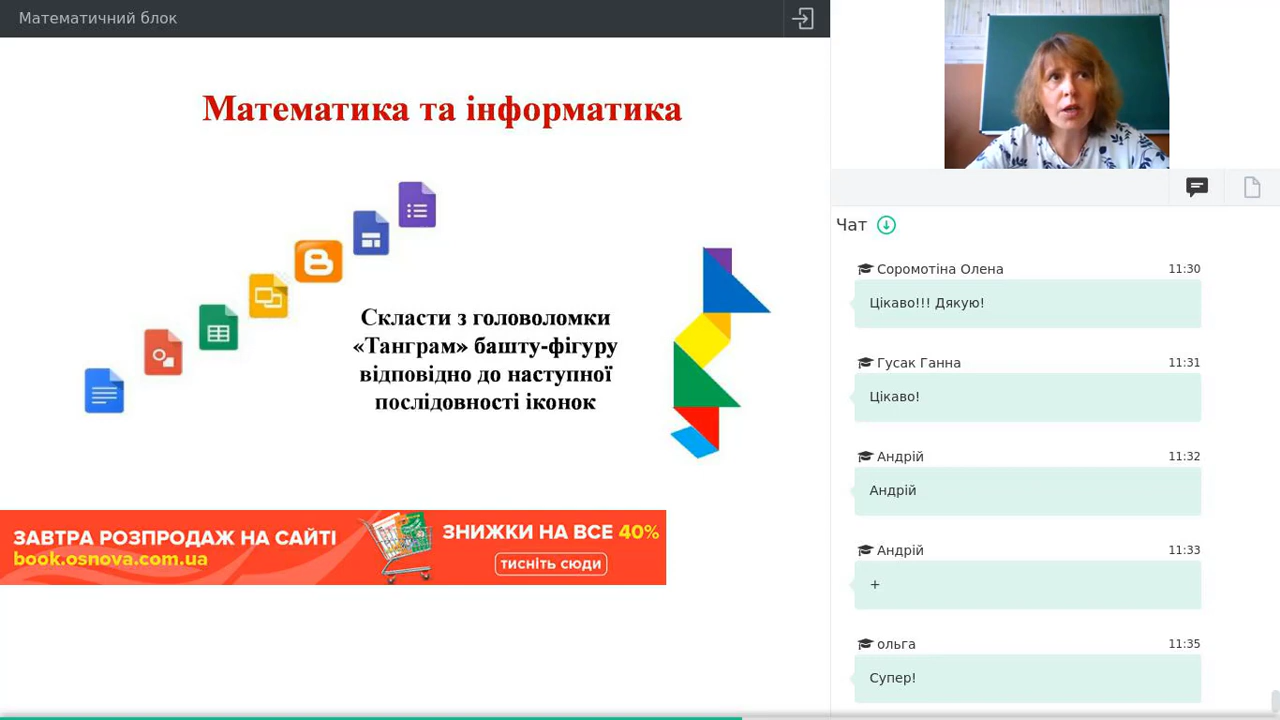 Математичний блок
Математика та інформатика
Скласти з головоломки
«Танграм» башту-фігуру
відповідно до наступної
послідовності іконок
ЗАВТРА РОЗПРОДАЖ НА САЙТІ
book.osnova.com.ua
ЗНИЖКИ НА ВСЕ 40%
тисніть сюди
Чат
Соромотіна Олена 11:30
Цікаво!!! Дякую!
Гусак Ганна 11:31
Цікаво!
Андрій 11:32
Андрій
Андрій 11:33
+
ольга 11:35
Супер!